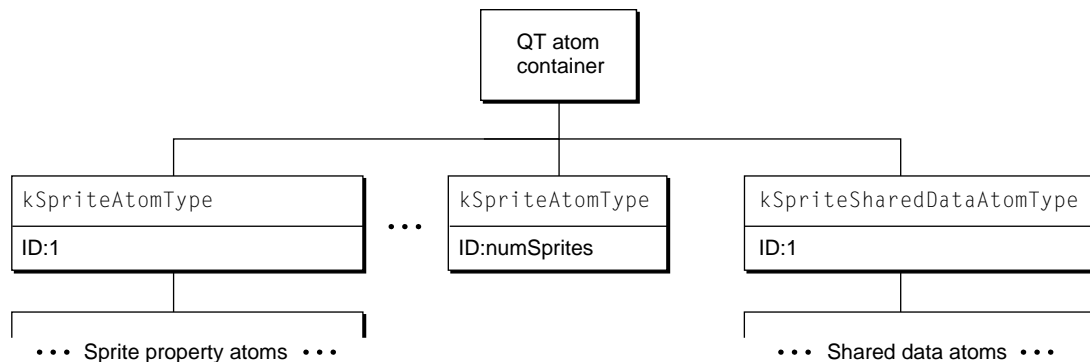 QT atom
container
kSpriteAtomType
ID:1
•••
kSpriteAtomType
ID:numSprites
kSpriteSharedDataAtomType
ID:1
••• Sprite property atoms •••
••• Shared data atoms •••